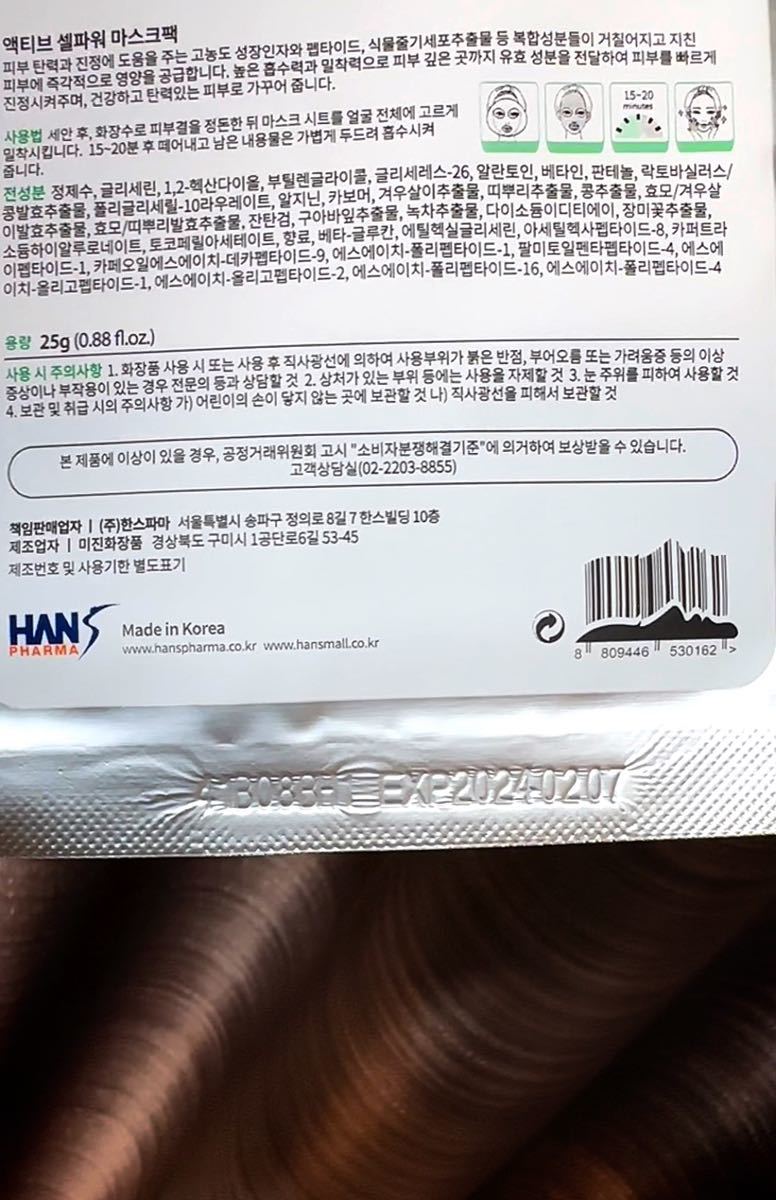 액티브 셀파워 마스크팩
피부 탄력과 진정에 도움을 주는 고농도 성장인자와 펩타이드, 식물줄기세포추출물 등 복합성분들이 거칠어지고 지친
피부에 즉각적으로 영양을 공급합니다. 높은 흡수력과 밀착력으로 피부 깊은 곳까지 유효 성분을 전달하여 피부를 빠르게
진정시켜주며, 건강하고 탄력있는 피부로 가꾸어 줍니다.
15~20
minutes
사용법 세안 후, 화장수로 피부결을 정돈한 뒤 마스크 시트를 얼굴 전체에 고르게
밀착시킵니다. 15~20분 후 떼어내고 남은 내용물은 가볍게 두드려 흡수시켜
줍니다.
전성분 정제수, 글리세린, 1,2-헥산다이올, 부틸렌글라이콜, 글리세레스-26, 알란토인, 베타인, 판테놀, 락토바실러스/
콩발효추출물, 폴리글리세릴-10라우레이트, 알지닌, 카보머, 겨우살이추출물, 띠뿌리추출물, 콩추출물, 효모/겨우살
이발효추출물, 효모/띠뿌리발효추출물, 잔탄검, 구아바잎추출물, 녹차추출물, 다이소듐이디티에이, 장미꽃추출물,
소듐하이알루로네이트, 토코페릴아세테이트, 향료, 베타-글루칸, 에틸헥실글리세린, 아세틸헥사펩타이드-8, 카퍼트라
이펩타이드-1, 카페오일에스에이치-데카펩타이드-9, 에스에이치-폴리펩타이드-1, 팔미토일펜타펩타이드-4, 에스에
이치-올리고펩타이드-1, 에스에이치-올리고펩타이드-2, 에스에이치-폴리펩타이드-16, 에스에이치-폴리펩타이드-4
용량 25g (0.88 fl.oz.)
사용 시 주의사항 1. 화장품 사용 시 또는 사용 후 직사광선에 의하여 사용부위가 붉은 반점, 부어오름 또는 가려움증 등의 이상
증상이나 부작용이 있는 경우 전문의 등과 상담할 것 2. 상처가 있는 부위 등에는 사용을 자제할 것 3. 눈 주위를 피하여 사용할 것
4. 보관 및 취급 시의 주의사항 가) 어린이의 손이 닿지 않는 곳에 보관할 것 나) 직사광선을 피해서 보관할 것
본 제품에 이상이 있을 경우, 공정거래위원회 고시 "소비자분쟁해결기준"에 의거하여 보상받을 수 있습니다.
고객상담실(02-2203-8855)
책임판매업자 | (주)한스파마 서울특별시 송파구 정의로8길 7 한스빌딩 10층
제조업자 | 미진화장품 경상북도 구미시 1공단로6길 53-45
제조번호 및 사용기한 별도표기
HANS
PHARMA
Made in Korea
www.hanspharma.co.kr www.hansmall.co.kr
8 809446 530162 >
EXP 2024.02.07